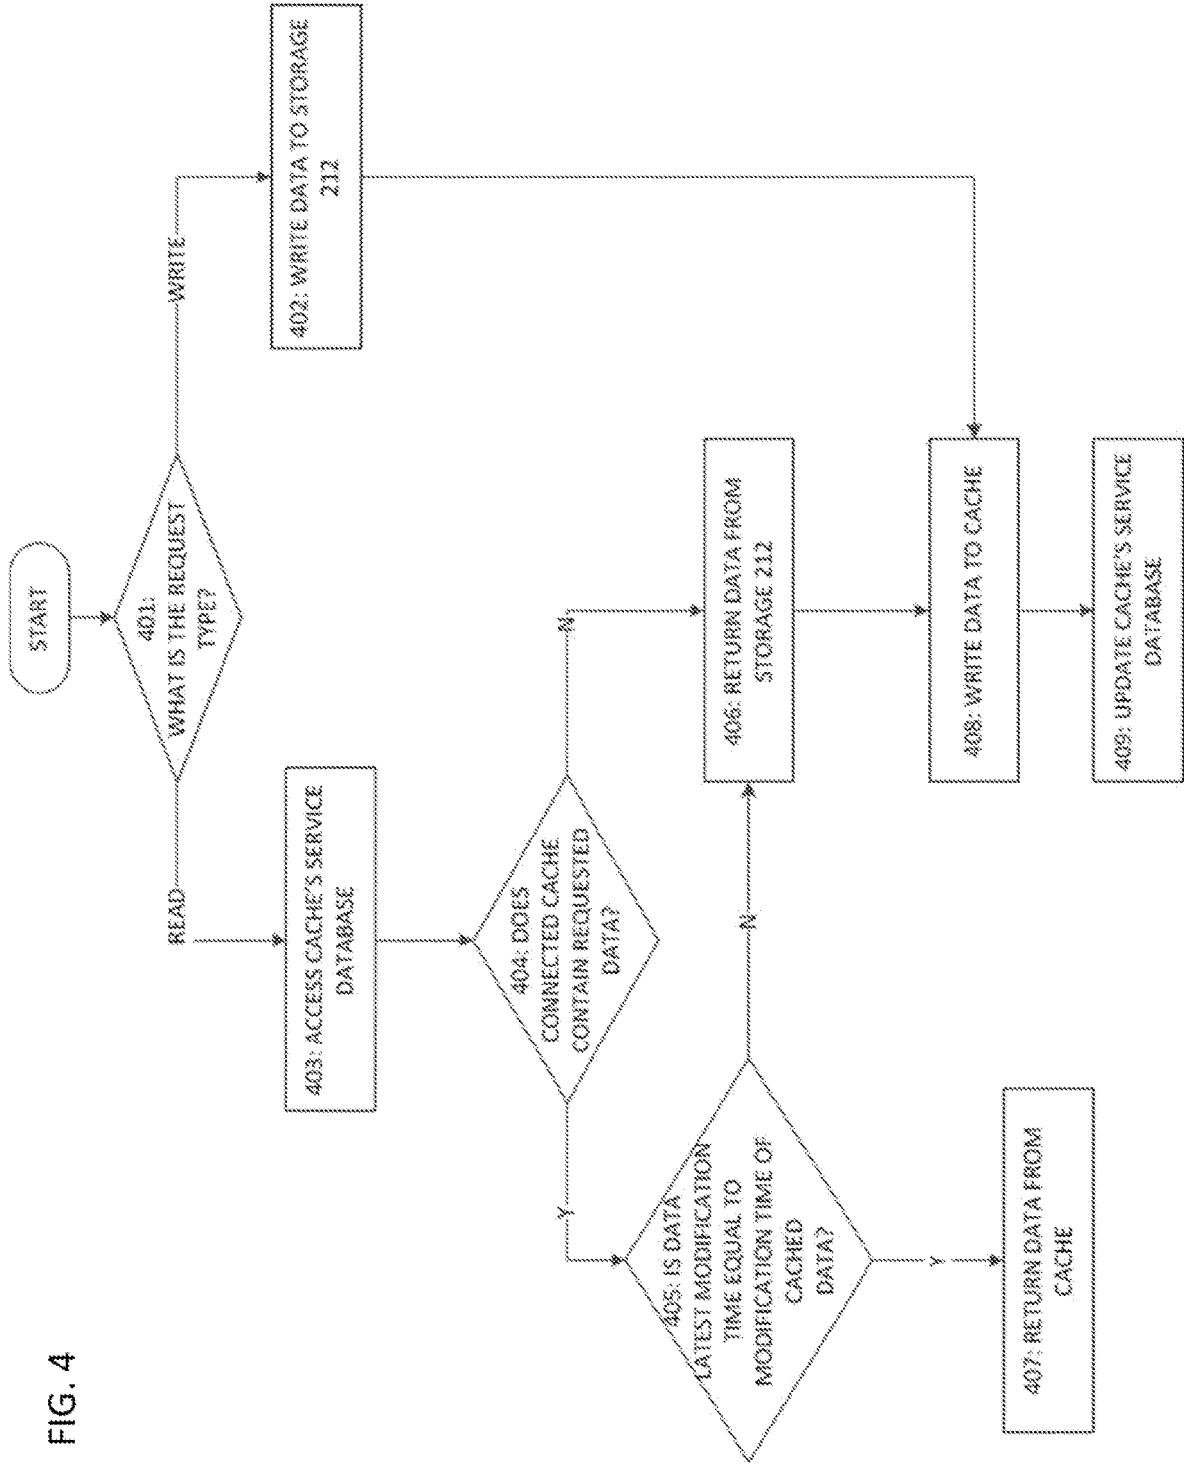 FIG. 4
START
401:
WHAT IS THE REQUEST
TYPE?
READ
WRITE
403: ACCESS CACHE'S SERVICE
DATABASE
402: WRITE DATA TO STORAGE
212
404: DOES
CONNECTED CACHE
CONTAIN REQUESTED
DATA?
Y
N
405: IS DATA
LATEST MODIFICATION
TIME EQUAL TO
MODIFICATION TIME OF
CACHED
DATA?
N
406: RETURN DATA FROM
STORAGE 212
Y
407: RETURN DATA FROM
CACHE
408: WRITE DATA TO CACHE
409: UPDATE CACHE'S SERVICE
DATABASE